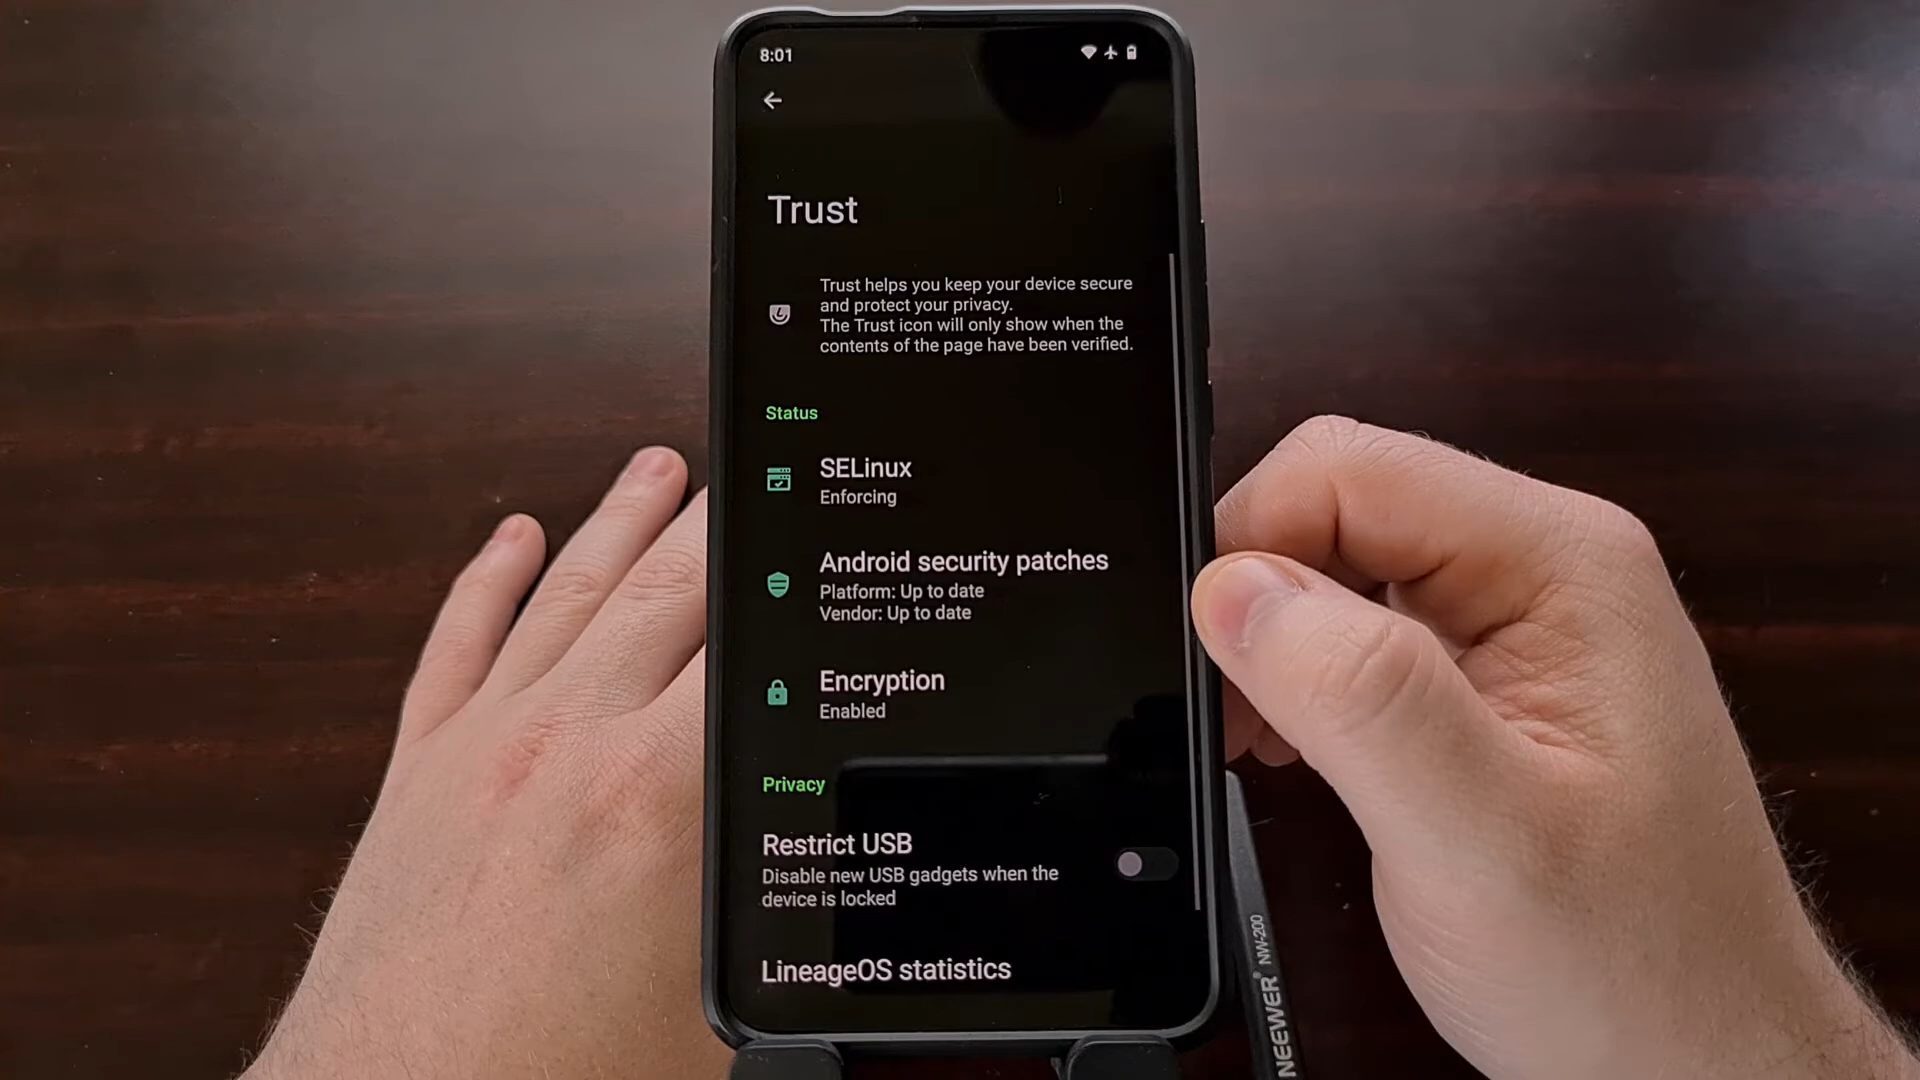 8:01
Trust
Trust helps you keep your device secure
and protect your privacy.
The Trust icon will only show when the
contents of the page have been verified.
Status
SELinux
Enforcing
Android security patches
Platform: Up to date
Vendor: Up to date
Encryption
Enabled
Privacy
Restrict USB
Disable new USB gadgets when the
device is locked
LineageOS statistics
NEEWER® NW-200